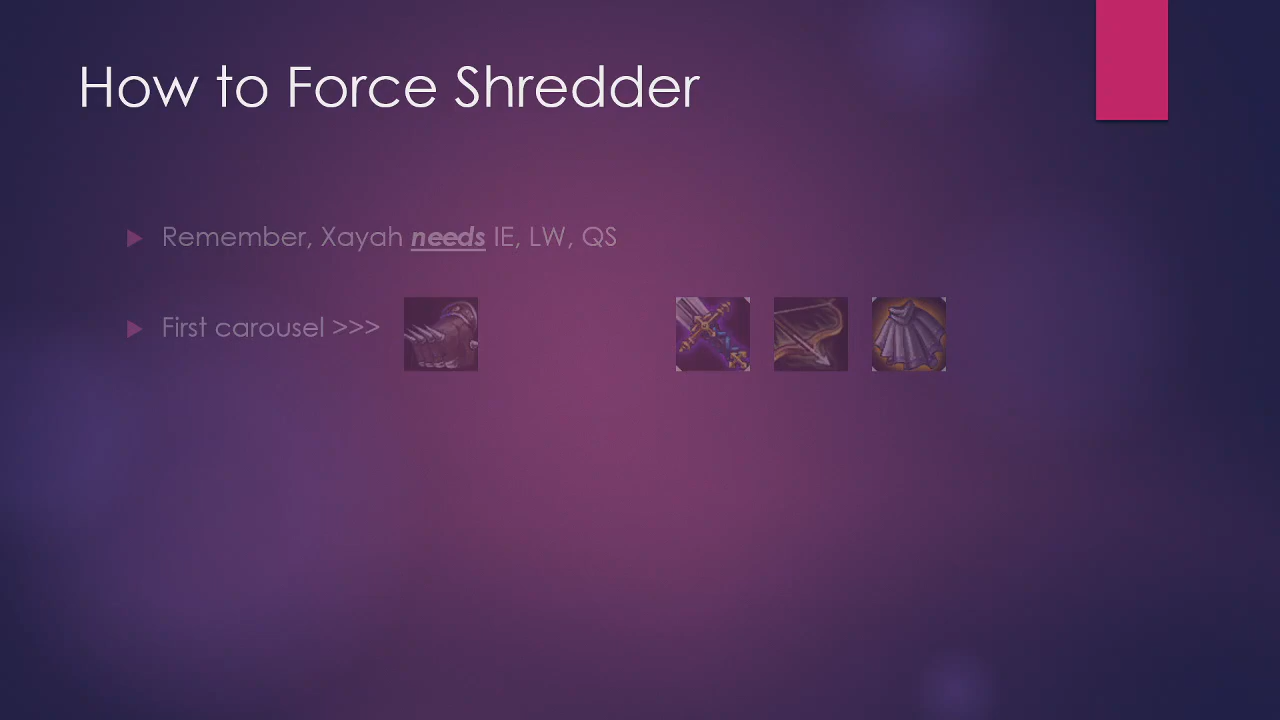 How to Force Shredder
Remember, Xayah needs IE, LW, QS
First carousel >>>